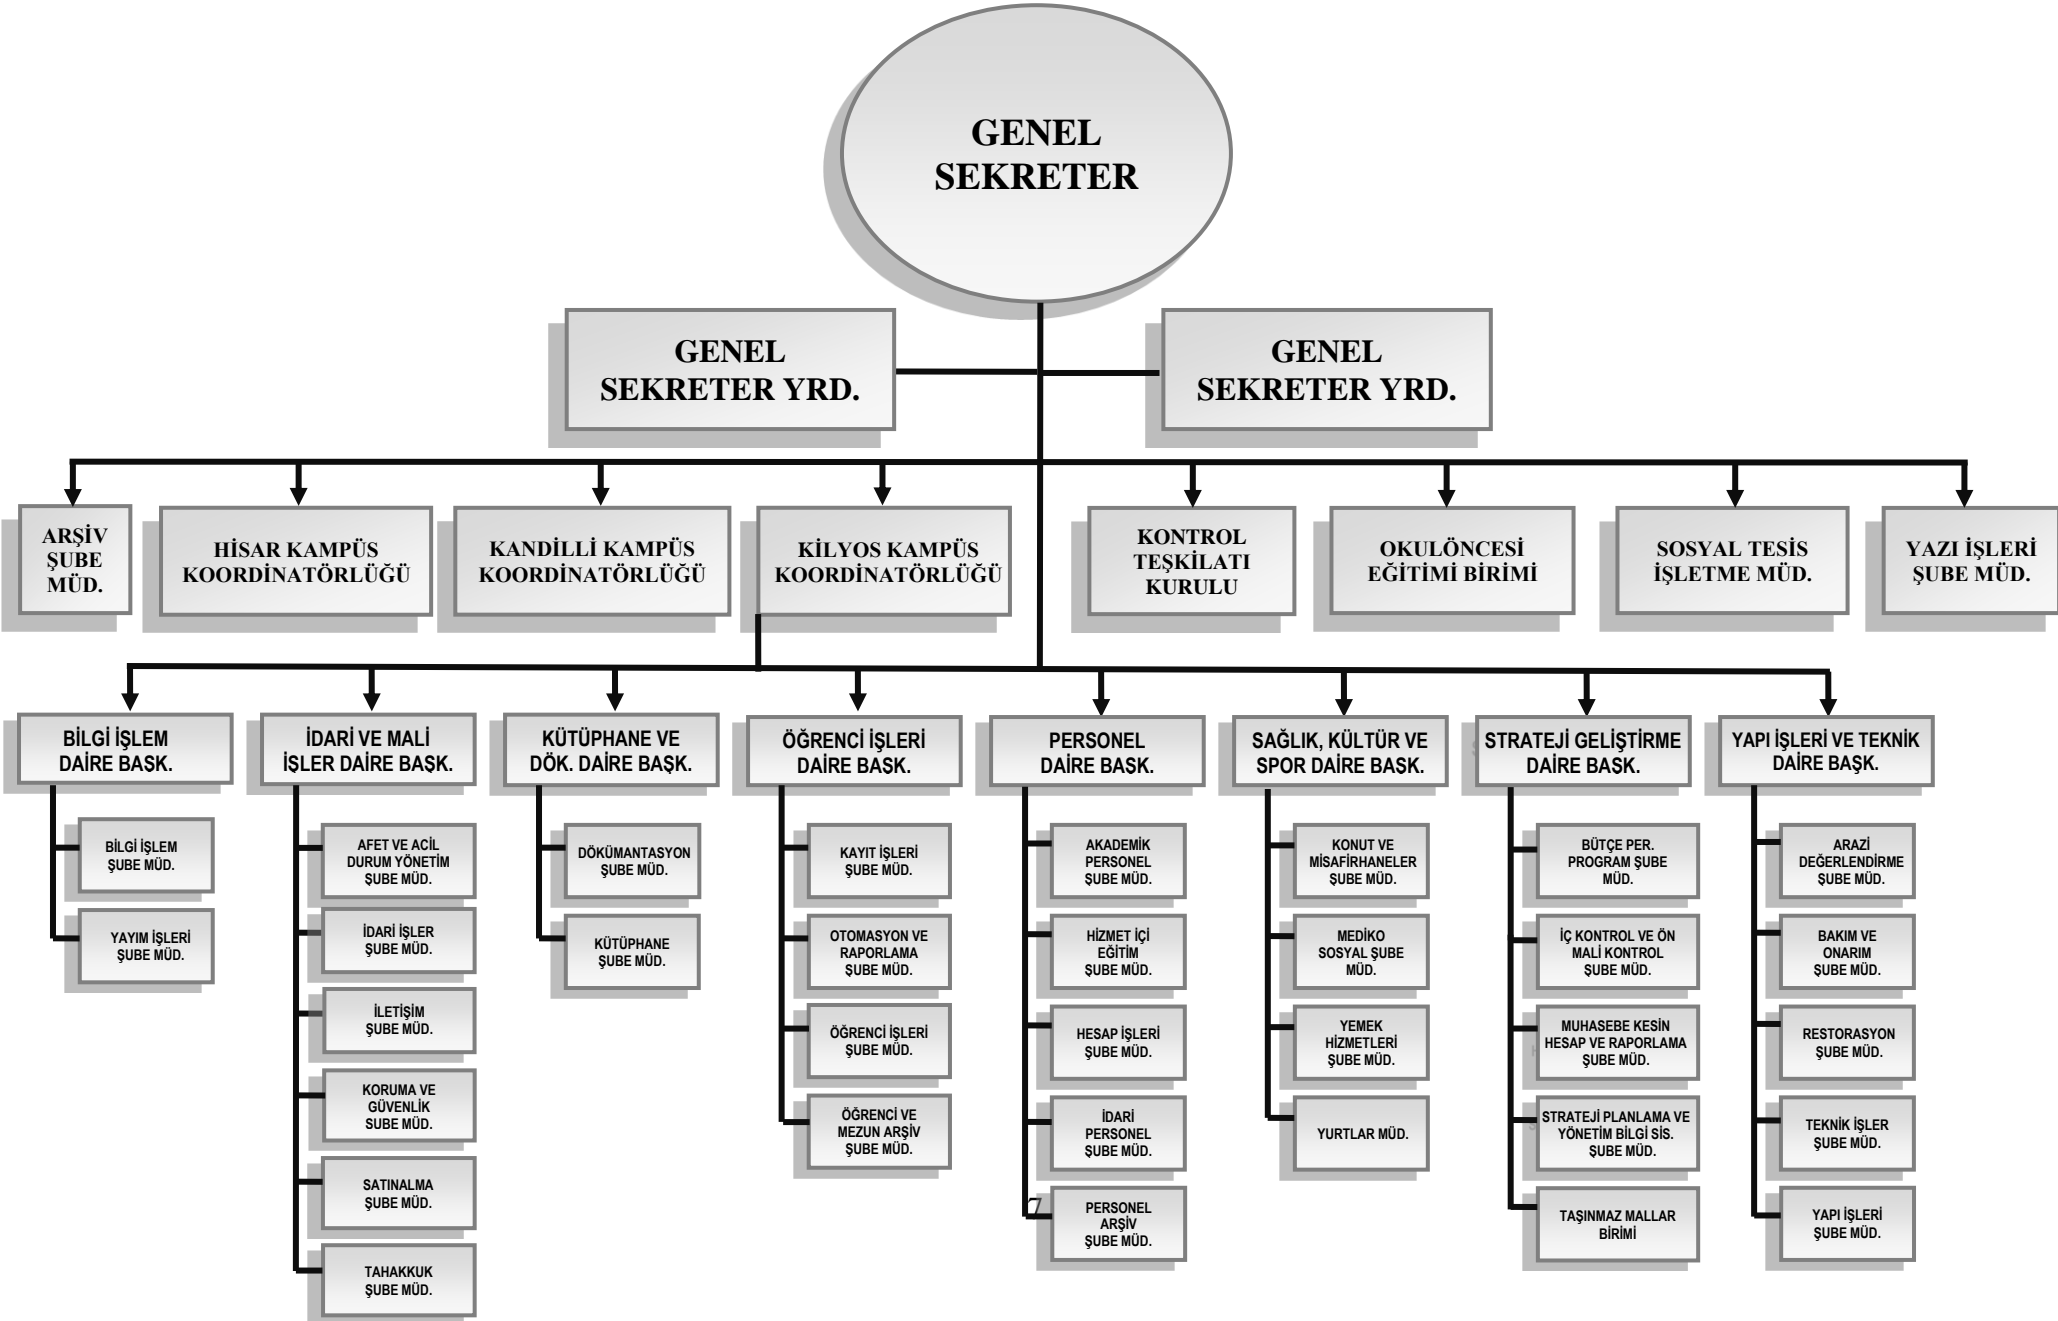 GENEL
SEKRETER
GENEL
SEKRETER YRD.
GENEL
SEKRETER YRD.
ARŞİV
ŞUBE
MÜD.
HİSAR KAMPÜS
KOORDİNATÖRLÜĞÜ
KANDİLLİ KAMPÜS
KOORDİNATÖRLÜĞÜ
KİLYOS KAMPÜS
KOORDİNATÖRLÜĞÜ
KONTROL
TEŞKİLATI
KURULU
OKULÖNCESİ
EĞİTİMİ BİRİMİ
SOSYAL TESİS
İŞLETME MÜD.
YAZI İŞLERİ
ŞUBE MÜD.
BİLGİ İŞLEM
DAİRE BAŞK.
BİLGİ İŞLEM
ŞUBE MÜD.
YAYIM İŞLERİ
ŞUBE MÜD.
İDARİ VE MALİ
İŞLER DAİRE BAŞK.
AFET VE ACİL
DURUM YÖNETİM
ŞUBE MÜD.
İDARİ İŞLER
ŞUBE MÜD.
İLETİŞİM
ŞUBE MÜD.
KORUMA VE
GÜVENLİK
SUBE MÜD.
SATINALMA
ŞUBE MÜD.
TAHAKKUK
ŞUBE MÜD.
KÜTÜPHANE VE
DÖK. DAİRE BAŞK.
DÖKÜMANTASYON
ŞUBE MÜD.
KÜTÜPHANE
ŞUBE MÜD.
ÖĞRENCİ İŞLERİ
DAİRE BAŞK.
KAYIT İŞLERİ
ŞUBE MÜD.
OTOMASYON VE
RAPORLAMA
ŞUBE MÜD.
ÖĞRENCİ İŞLERİ
ŞUBE MÜD.
ÖĞRENCİ VE
MEZUN ARŞİV
ŞUBE MÜD.
PERSONEL
DAİRE BAŞK.
AKADEMİK
PERSONEL
ŞUBE MÜD.
HİZMET İÇİ
EĞİTİM
ŞUBE MÜD.
HESAP İŞLERİ
ŞUBE MÜD.
İDARİ
PERSONEL
ŞUBE MÜD.
PERSONEL
ARŞİV
ŞUBE MÜD.
7
SAĞLIK, KÜLTÜR VE
SPOR DAİRE BAŞK.
KONUT VE
MİSAFİRHANELER
ŞUBE MÜD.
MEDİKO
SOSYAL ŞUBE
MÜD.
YEMEK
HİZMETLERİ
ŞUBE MÜD.
YURTLAR MÜD.
STRATEJİ GELİŞTİRME
DAİRE BAŞK.
BÜTÇE PER.
PROGRAM ŞUBE
MÜD.
İÇ KONTROL VE ÖN
MALİ KONTROL
ŞUBE MÜD.
MUHASEBE KESİN
HESAP VE RAPORLAMA
ŞUBE MÜD.
STRATEJİ PLANLAMA VE
YÖNETİM BİLGİ SİS.
ŞUBE MÜD.
TAŞINMAZ MALLAR
BİRİMİ
YAPI İŞLERİ VE TEKNİK
DAİRE BAŞK.
ARAZİ
DEĞERLENDİRME
ŞUBE MÜD.
BAKIM VE
ONARIM
ŞUBE MÜD.
RESTORASYON
ŞUBE MÜD.
TEKNİK İŞLER
ŞUBE MÜD.
YAPI İŞLERİ
ŞUBE MÜD.